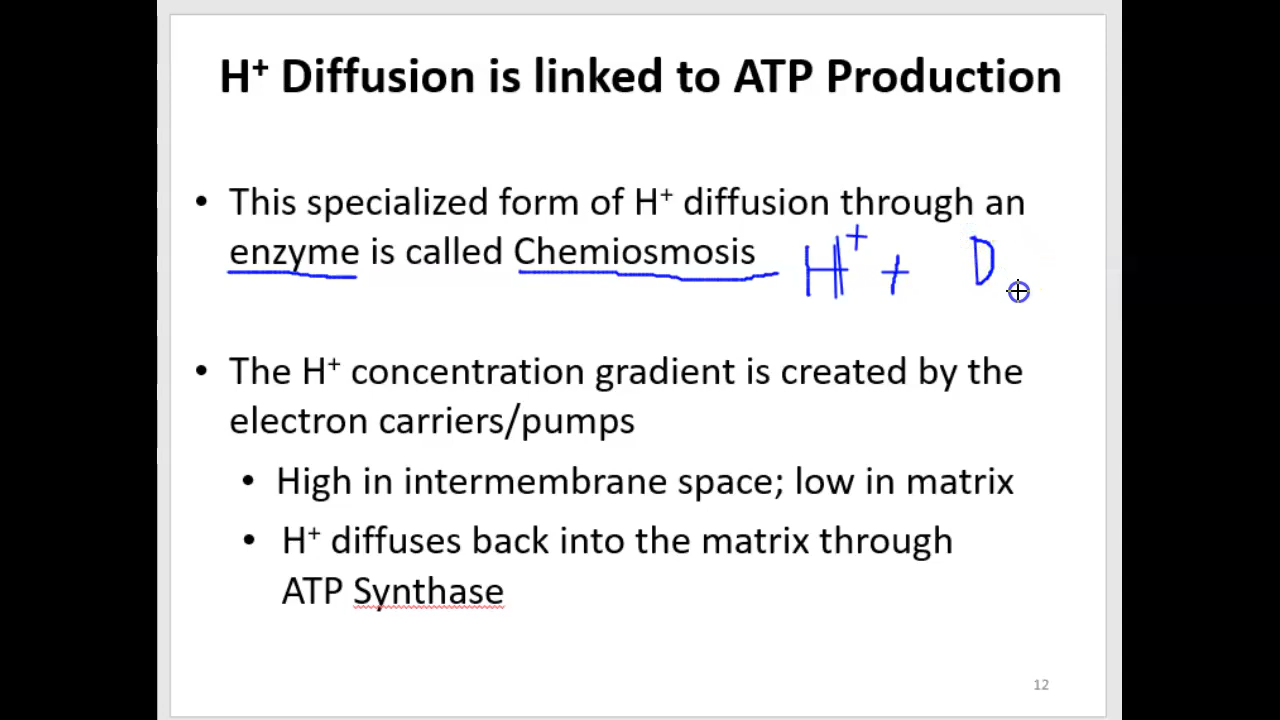 H⁺ Diffusion is linked to ATP Production
• This specialized form of H⁺ diffusion through an
enzyme is called Chemiosmosis H⁺ + D
• The H⁺ concentration gradient is created by the
electron carriers/pumps
• High in intermembrane space; low in matrix
• H⁺ diffuses back into the matrix through
ATP Synthase
12